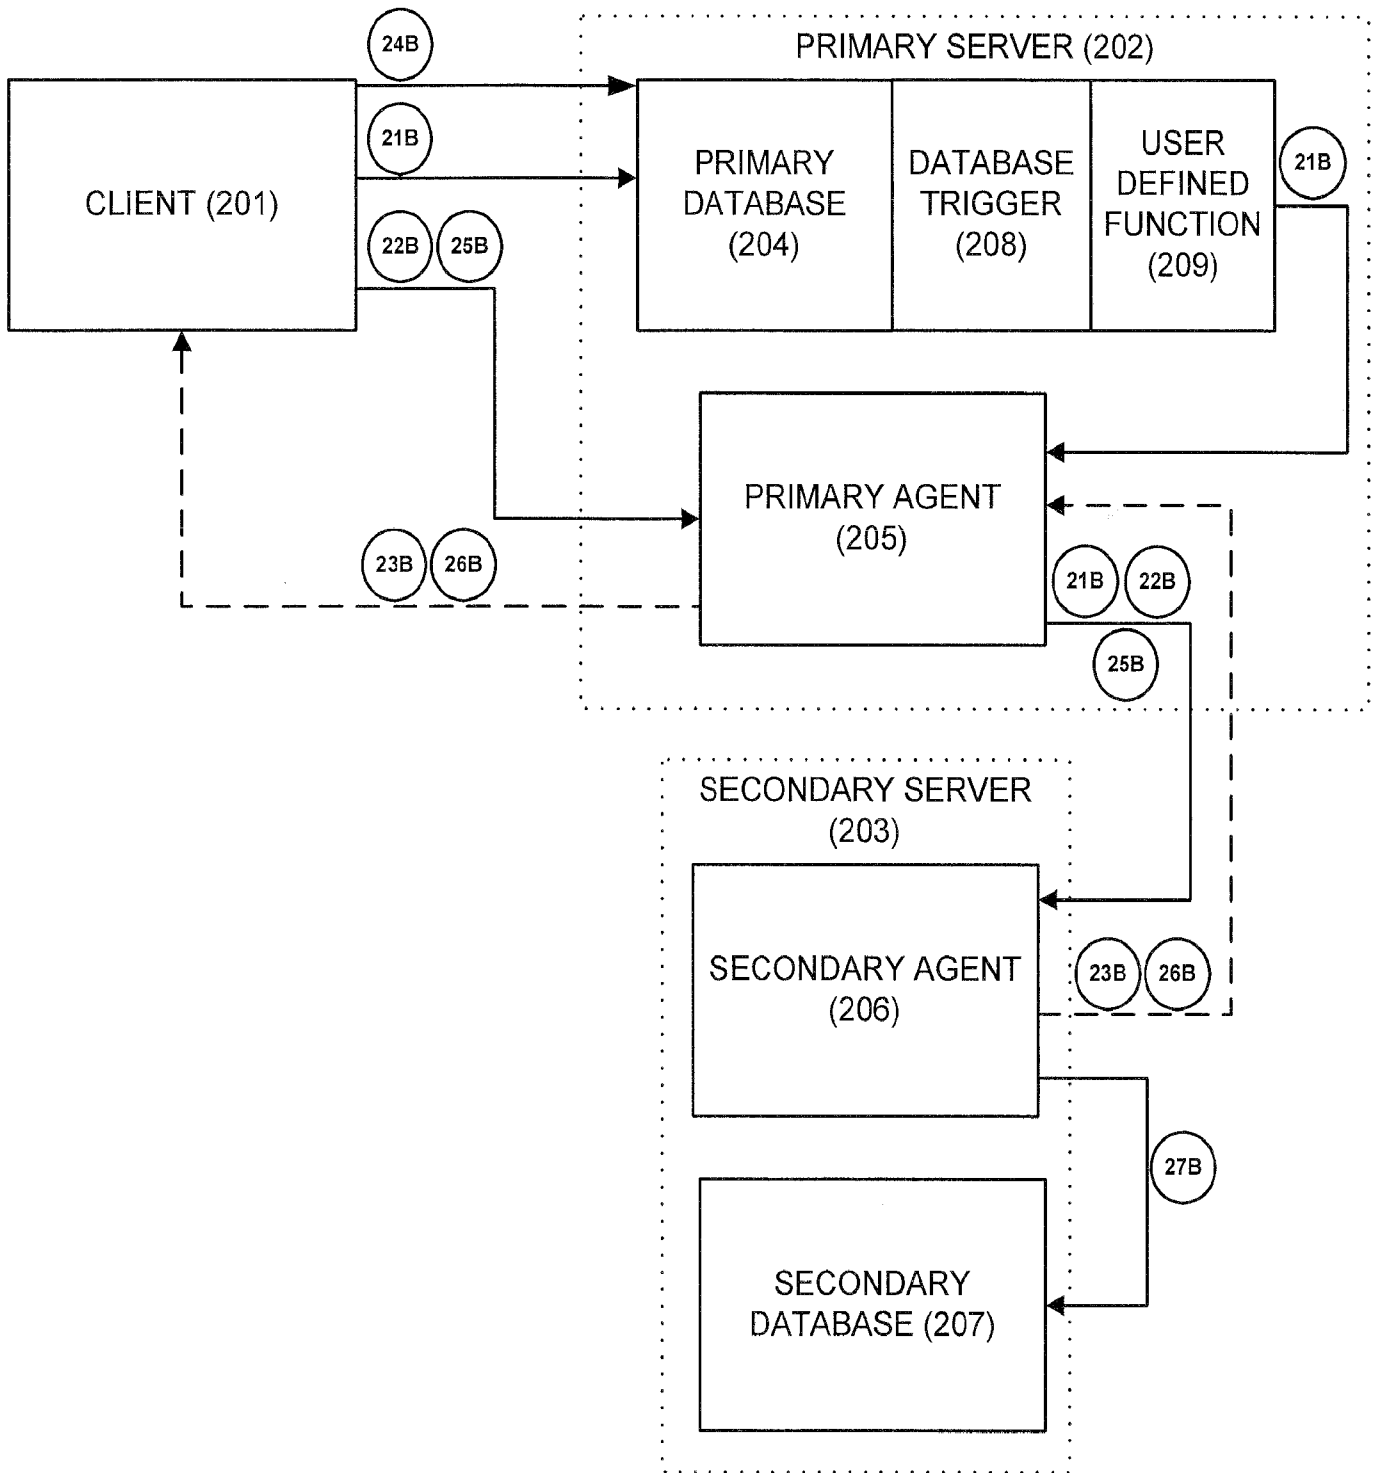 24B
PRIMARY SERVER (202)
21B
CLIENT (201)
PRIMARY
DATABASE
(204)
DATABASE
TRIGGER
(208)
USER
DEFINED
FUNCTION
(209)
21B
22B 25B
PRIMARY AGENT
(205)
23B 26B
21B 22B
25B
SECONDARY SERVER
(203)
SECONDARY AGENT
(206)
23B 26B
27B
SECONDARY
DATABASE (207)